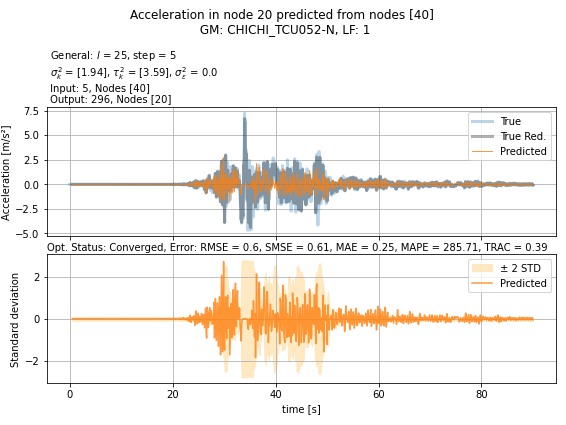 Acceleration in node 20 predicted from nodes [40]
GM: CHICHI_TCU052-N, LF: 1
General: l = 25, step = 5
σ²ₖ = [1.94], τ²ₖ = [3.59], σ²ε = 0.0
Input: 5, Nodes [40]
Output: 296, Nodes [20]
7.5
5.0
2.5
0.0
−2.5
−5.0
Acceleration [m/s²]
True
True Red.
Predicted
Opt. Status: Converged, Error: RMSE = 0.6, SMSE = 0.61, MAE = 0.25, MAPE = 285.71, TRAC = 0.39
2
0
−2
Standard deviation
± 2 STD
Predicted
0 20 40 60 80
time [s]